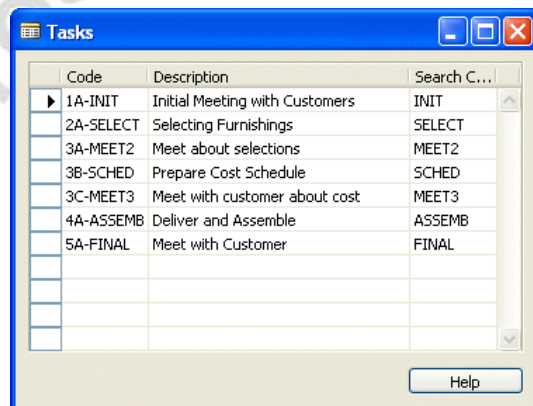 Tasks
Code Description Search C...
1A-INIT Initial Meeting with Customers INIT
2A-SELECT Selecting Furnishings SELECT
3A-MEET2 Meet about selections MEET2
3B-SCHED Prepare Cost Schedule SCHED
3C-MEET3 Meet with customer about cost MEET3
4A-ASSEMB Deliver and Assemble ASSEMB
5A-FINAL Meet with Customer FINAL
Help